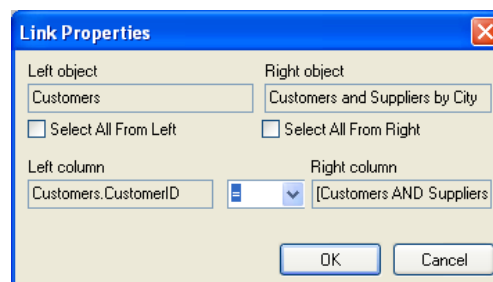 Link Properties
Left object Right object
Customers Customers and Suppliers by City
Select All From Left Select All From Right
Left column Right column
Customers.CustomerID = [Customers AND Suppliers
OK Cancel